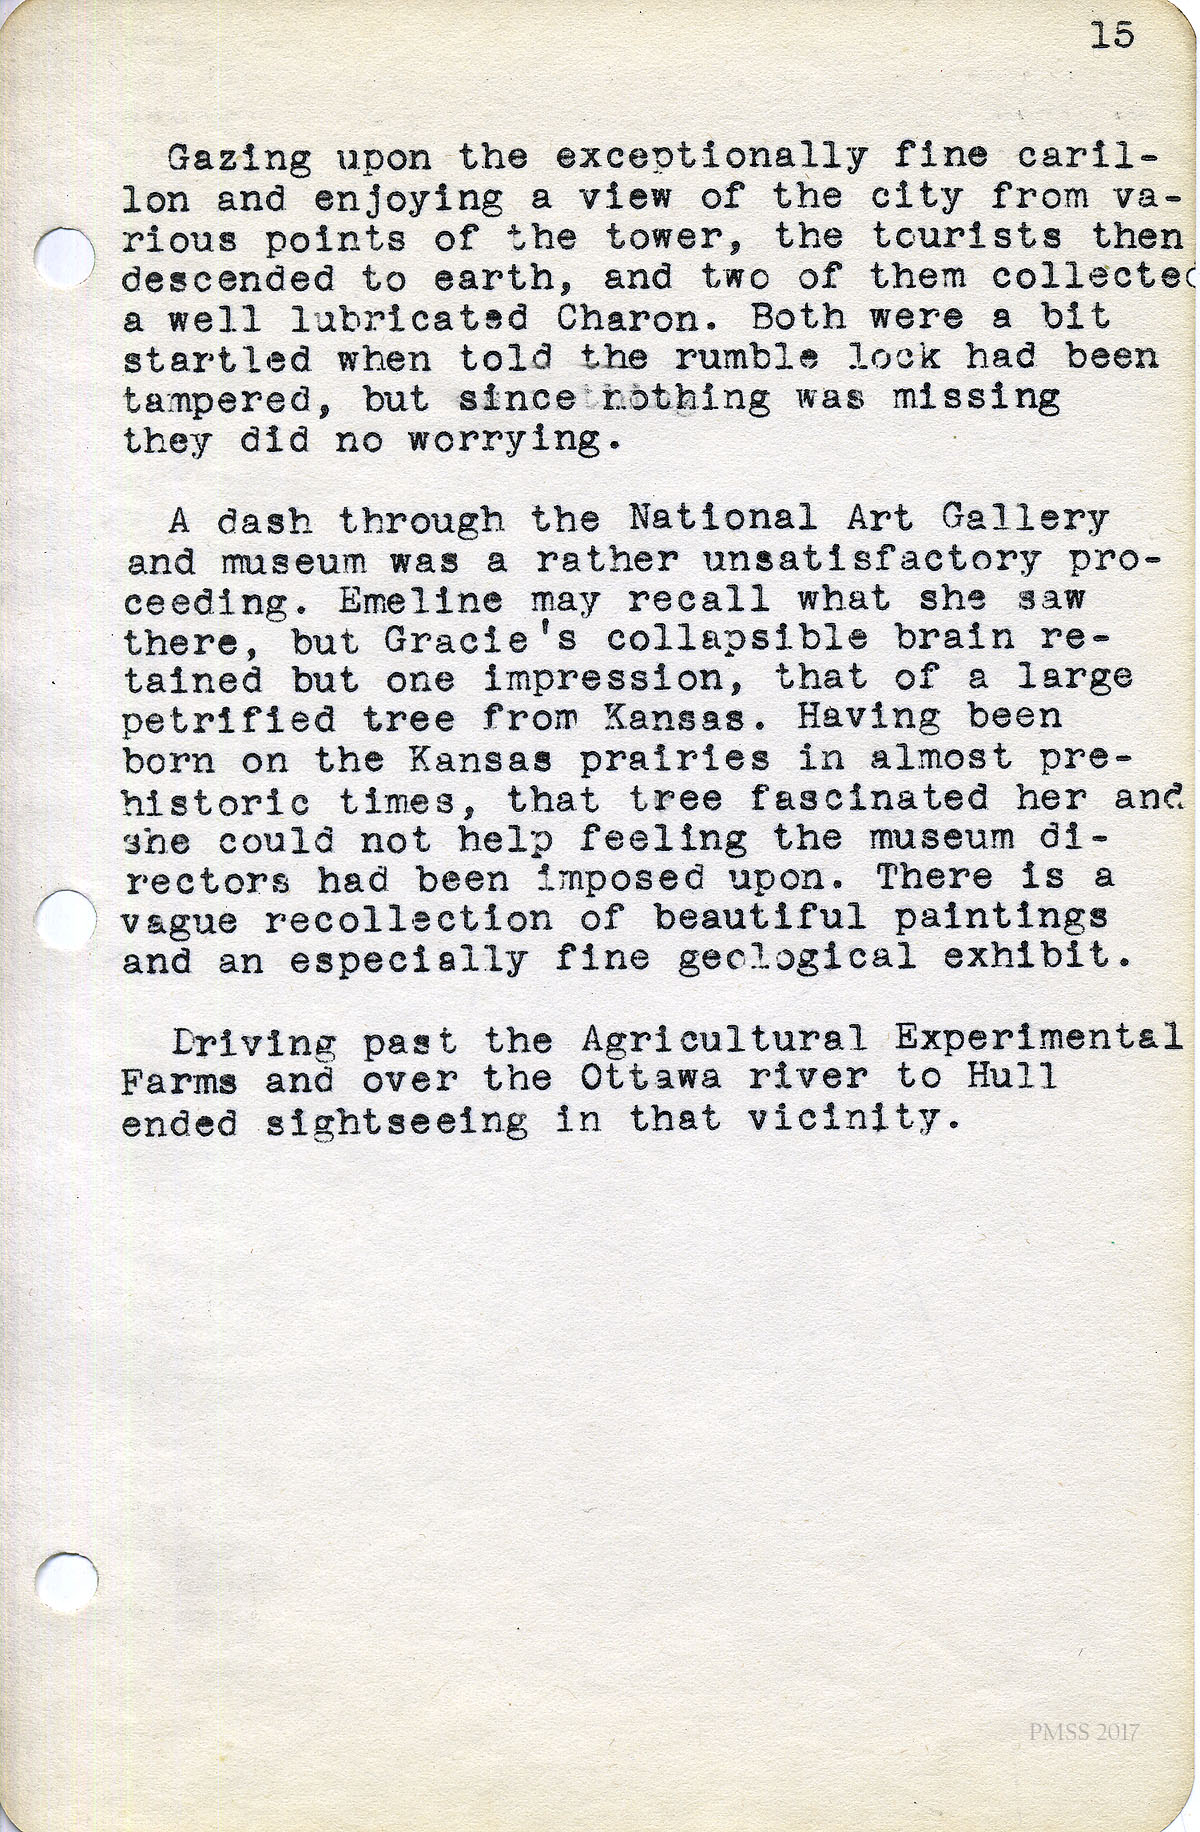 15
Gazing upon the exceptionally fine caril-
lon and enjoying a view of the city from va-
rious points of the tower, the tourists then
descended to earth, and two of them collected
a well lubricated Charon. Both were a bit
startled when told the rumble lock had been
tampered, but since nothing was missing
they did no worrying.
A dash through the National Art Gallery
and museum was a rather unsatisfactory pro-
ceeding. Emeline may recall what she saw
there, but Gracie's collapsible brain re-
tained but one impression, that of a large
petrified tree from Kansas. Having been
born on the Kansas prairies in almost pre-
historic times, that tree fascinated her and
she could not help feeling the museum di-
rectors had been imposed upon. There is a
vague recollection of beautiful paintings
and an especially fine geological exhibit.
Driving past the Agricultural Experimental
Farms and over the Ottawa river to Hull
ended sightseeing in that vicinity.
PMSS 2017